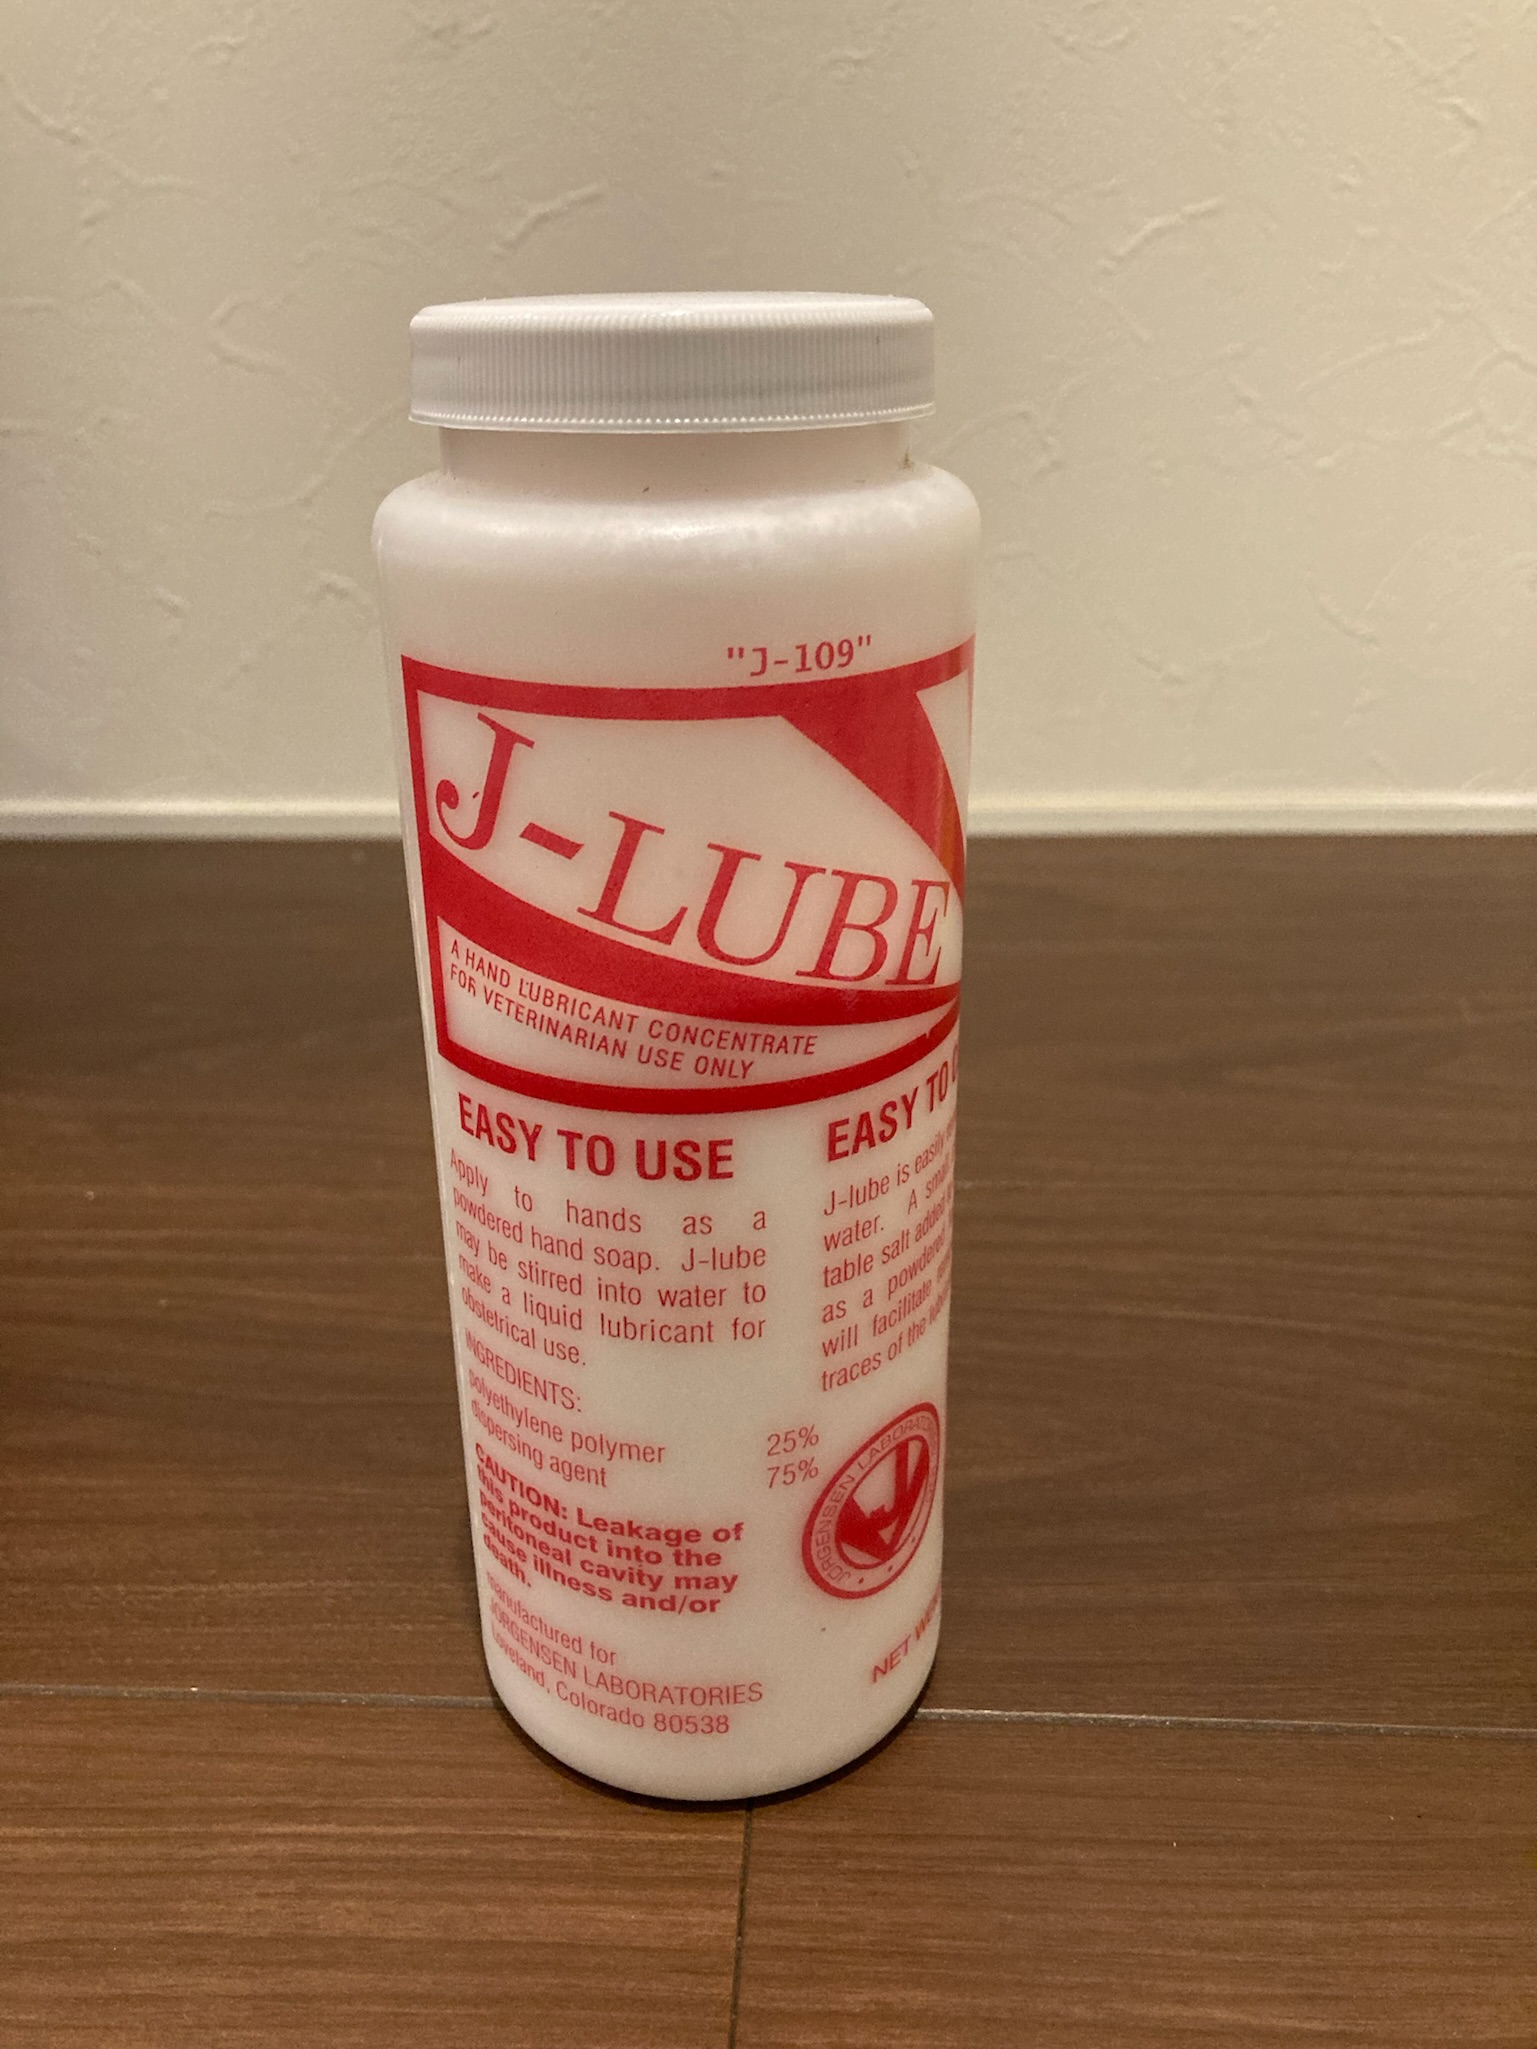 "J-109"
J-LUBE
A HAND LUBRICANT CONCENTRATE
FOR VETERINARIAN USE ONLY
EASY TO USE
Apply to hands as a
powdered hand soap. J-lube
may be stirred into water to
make a liquid lubricant for
obstetrical use.
INGREDIENTS:
polyethylene polymer 25%
dispersing agent 75%
CAUTION: Leakage of
this product into the
peritoneal cavity may
cause illness and/or
death.
manufactured for
JORGENSEN LABORATORIES
Loveland, Colorado 80538
EASY TO
J-lube is easily
water. A small
table salt added
as a powdered
will facilitate
traces of the
JORGENSEN LABORATORIES
J
NET